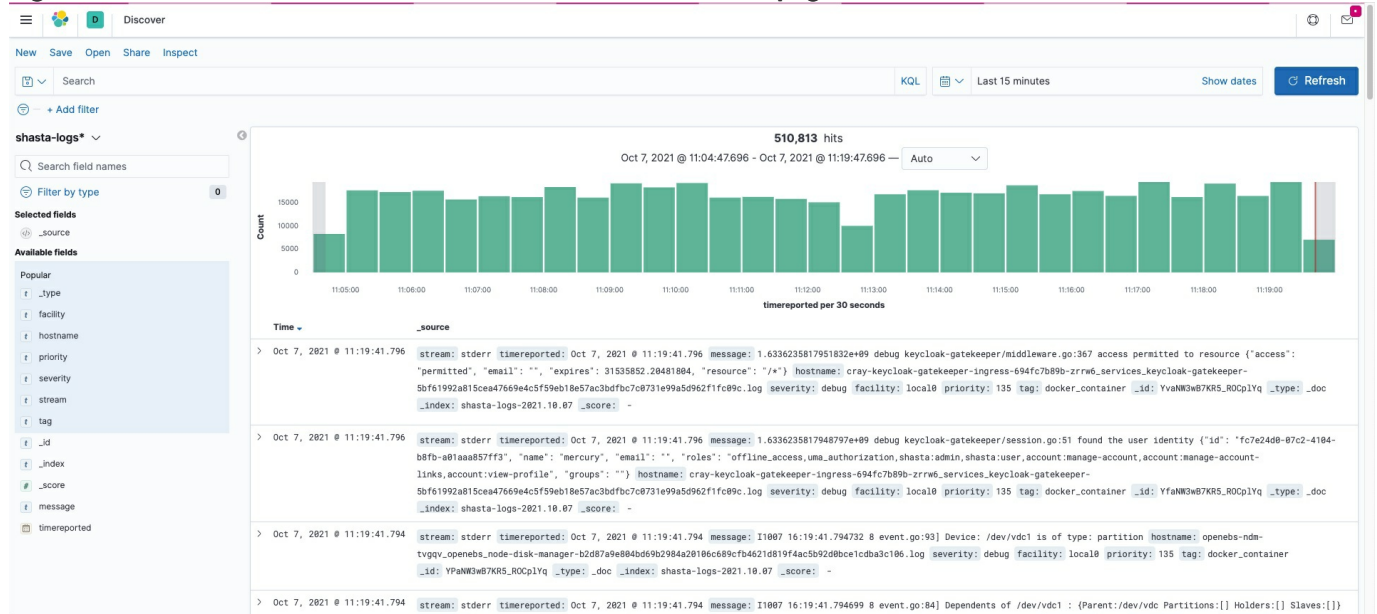 D Discover
New Save Open Share Inspect
Search KQL Last 15 minutes Show dates Refresh
+ Add filter
shasta-logs*
Search field names
Filter by type 0
Selected fields
_source
Available fields
Popular
t _type
t facility
t hostname
t priority
t severity
t stream
t tag
t _id
t _index
# _score
t message
timereported
510,813 hits
Oct 7, 2021 @ 11:04:47.696 - Oct 7, 2021 @ 11:19:47.696 — Auto
Count
15000
10000
5000
0
11:05:00 11:06:00 11:07:00 11:08:00 11:09:00 11:10:00 11:11:00 11:12:00 11:13:00 11:14:00 11:15:00 11:16:00 11:17:00 11:18:00 11:19:00
timereported per 30 seconds
Time _source
Oct 7, 2021 @ 11:19:41.796 stream: stderr timereported: Oct 7, 2021 @ 11:19:41.796 message: 1.6336235817951832e+09 debug keycloak-gatekeeper/middleware.go:367 access permitted to resource {"access":
"permitted", "email": "", "expires": 31535852.20481804, "resource": "/*"} hostname: cray-keycloak-gatekeeper-ingress-694fc7b89b-zrrw6_services_keycloak-gatekeeper-
5bf61992a815cea47669e4c5f59eb18e57ac3bdfbc7c0731e99a5d962f1fc09c.log severity: debug facility: local0 priority: 135 tag: docker_container _id: YvaNW3wB7KR5_ROCplYq _type: _doc
_index: shasta-logs-2021.10.07 _score: -
Oct 7, 2021 @ 11:19:41.796 stream: stderr timereported: Oct 7, 2021 @ 11:19:41.796 message: 1.6336235817948797e+09 debug keycloak-gatekeeper/session.go:51 found the user identity {"id": "fc7e24d0-07c2-4104-
b8fb-a01aaa857ff3", "name": "mercury", "email": "", "roles": "offline_access,uma_authorization,shasta:admin,shasta:user,account:manage-account,account:manage-account-
links,account:view-profile", "groups": ""} hostname: cray-keycloak-gatekeeper-ingress-694fc7b89b-zrrw6_services_keycloak-gatekeeper-
5bf61992a815cea47669e4c5f59eb18e57ac3bdfbc7c0731e99a5d962f1fc09c.log severity: debug facility: local0 priority: 135 tag: docker_container _id: YfaNW3wB7KR5_ROCplYq _type: _doc
_index: shasta-logs-2021.10.07 _score: -
Oct 7, 2021 @ 11:19:41.794 stream: stderr timereported: Oct 7, 2021 @ 11:19:41.794 message: I1007 16:19:41.794732 8 event.go:93] Device: /dev/vdc1 is of type: partition hostname: openebs-ndm-
tvgqv_openebs_node-disk-manager-b2d87a9e804bd69b2984a20106c689cfb4621d819f4ac5b92d0bce1cdba3c106.log severity: debug facility: local0 priority: 135 tag: docker_container
_id: YPaNW3wB7KR5_ROCplYq _type: _doc _index: shasta-logs-2021.10.07 _score: -
Oct 7, 2021 @ 11:19:41.794 stream: stderr timereported: Oct 7, 2021 @ 11:19:41.794 message: I1007 16:19:41.794699 8 event.go:84] Dependents of /dev/vdc1 : {Parent:/dev/vdc Partitions:[] Holders:[] Slaves:[]}